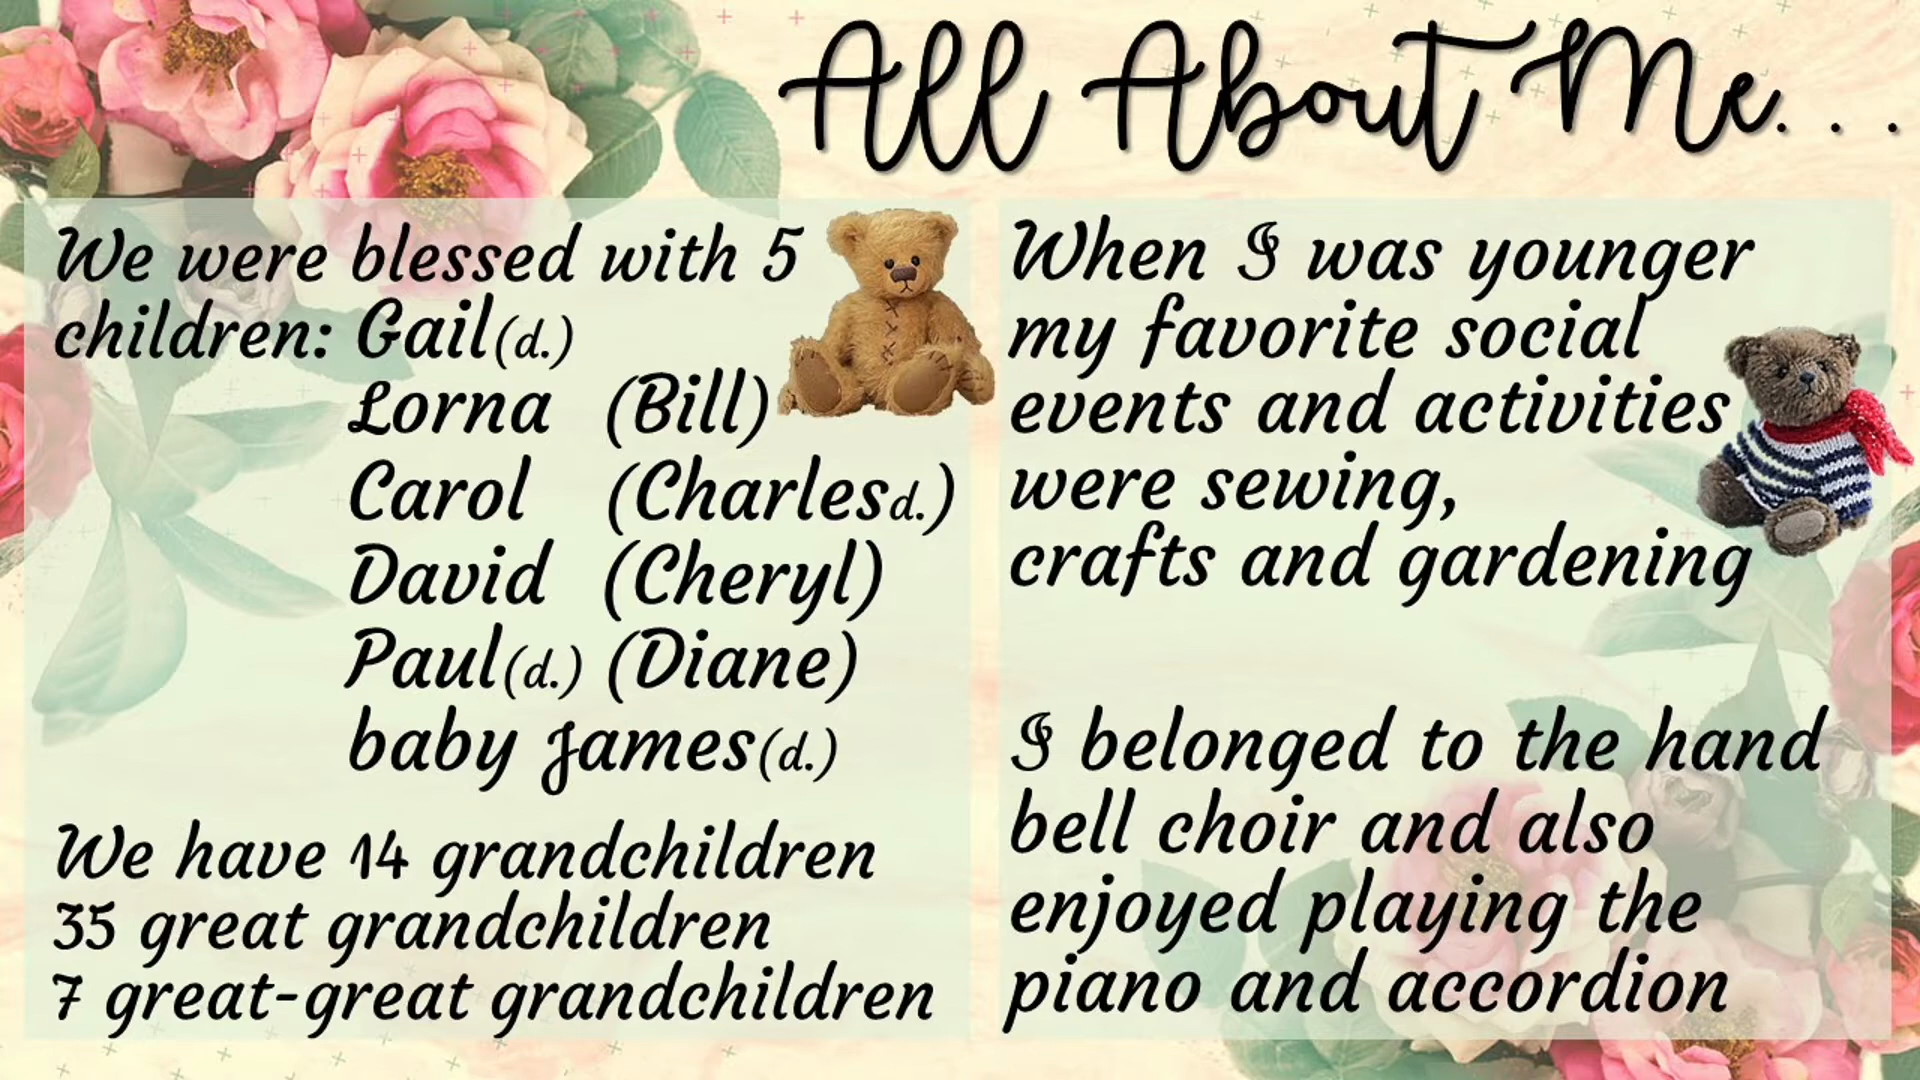 All About Me. . .
We were blessed with 5
children: Gail(d.)
Lorna (Bill)
Carol (Charlesd.)
David (Cheryl)
Paul(d.) (Diane)
baby James(d.)
We have 14 grandchildren
35 great grandchildren
7 great-great grandchildren
When I was younger
my favorite social
events and activities
were sewing,
crafts and gardening
I belonged to the hand
bell choir and also
enjoyed playing the
piano and accordion